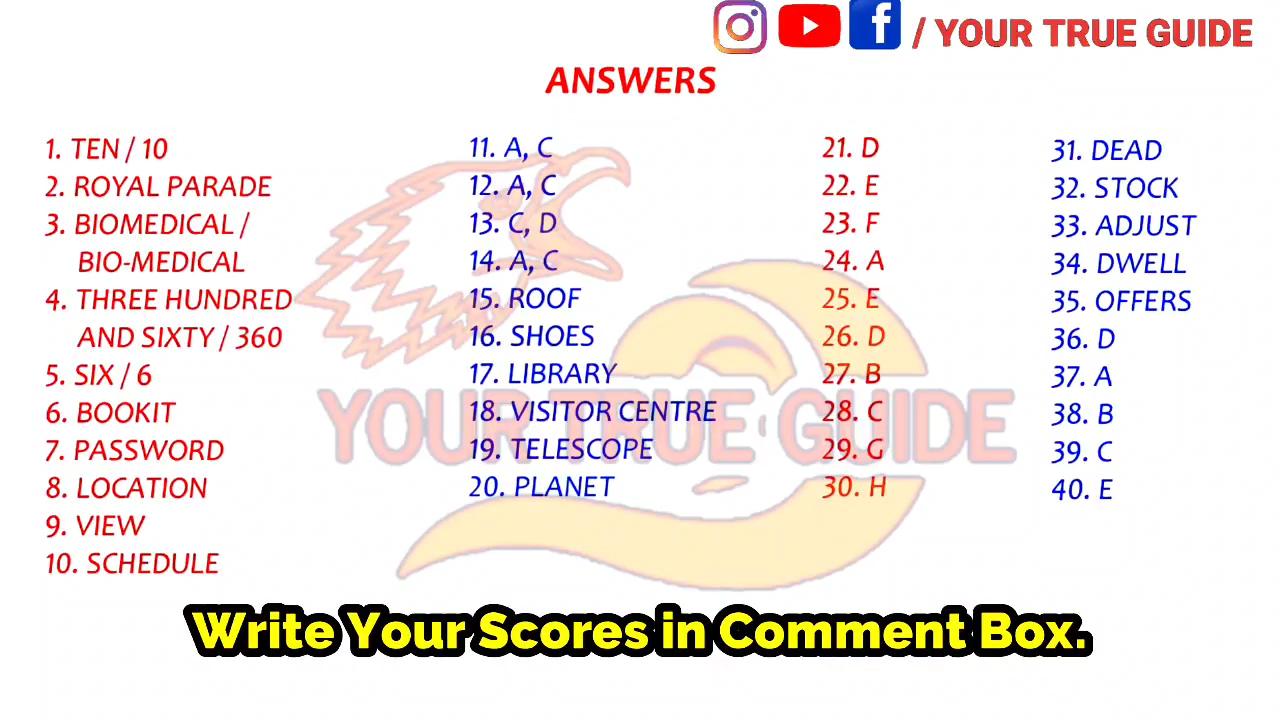 / YOUR TRUE GUIDE
ANSWERS
1. TEN / 10
2. ROYAL PARADE
3. BIOMEDICAL /
BIO-MEDICAL
4. THREE HUNDRED
AND SIXTY / 360
5. SIX / 6
6. BOOKIT
7. PASSWORD
8. LOCATION
9. VIEW
10. SCHEDULE
11. A, C
12. A, C
13. C, D
14. A, C
15. ROOF
16. SHOES
17. LIBRARY
18. VISITOR CENTRE
19. TELESCOPE
20. PLANET
21. D
22. E
23. F
24. A
25. E
26. D
27. B
28. C
29. G
30. H
31. DEAD
32. STOCK
33. ADJUST
34. DWELL
35. OFFERS
36. D
37. A
38. B
39. C
40. E
YOUR TRUE GUIDE
Write Your Scores in Comment Box.